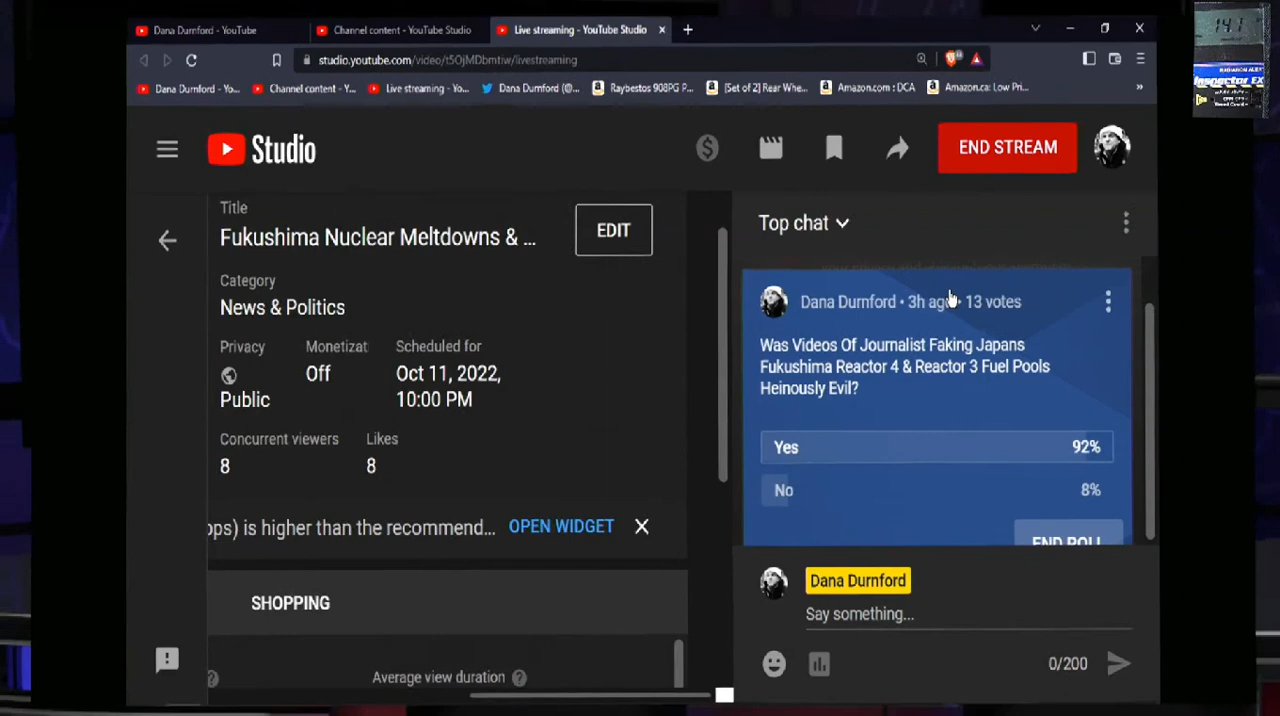 Dana Durnford - YouTube
Channel content - YouTube Studio
Live streaming - YouTube Studio
studio.youtube.com/video/t5OjMDbmtiw/livestreaming
Dana Durnford - Yo...
Channel content - Y...
Live streaming - Yo...
Dana Durnford (@...
Raybestos 908PG P...
[Set of 2] Rear Whe...
Amazon.com : DCA
Amazon.ca: Low Pri...
»
Studio
END STREAM
Title
Fukushima Nuclear Meltdowns & ...
EDIT
Category
News & Politics
Privacy
Monetizat
Scheduled for
Public
Off
Oct 11, 2022,
10:00 PM
Concurrent viewers
Likes
8
8
ops) is higher than the recommend...
OPEN WIDGET
SHOPPING
Average view duration
Top chat
Dana Durnford • 3h ago • 13 votes
Was Videos Of Journalist Faking Japans
Fukushima Reactor 4 & Reactor 3 Fuel Pools
Heinously Evil?
Yes 92%
No 8%
END POLL
Dana Durnford
Say something...
0/200
14.1
Inspector EX